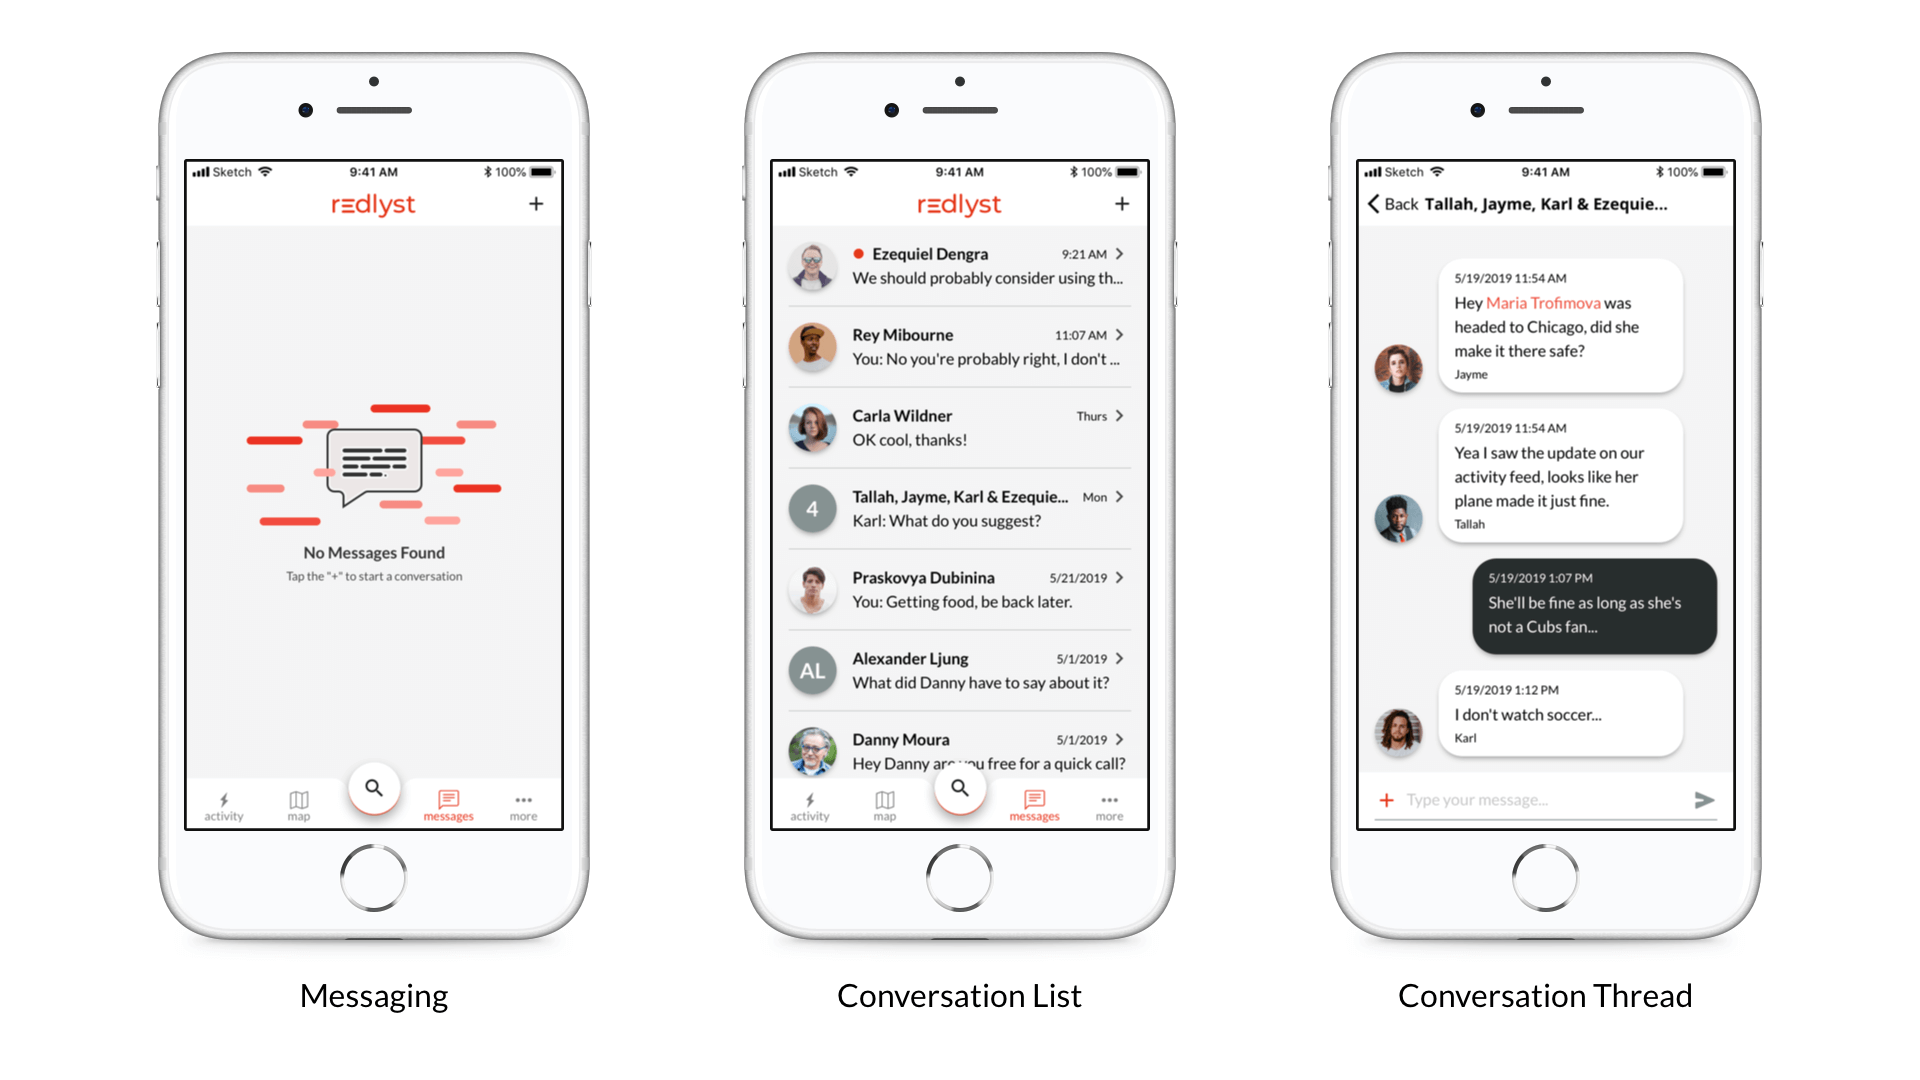 Sketch 9:41 AM 100%
redlyst +
No Messages Found
Tap the "+" to start a conversation
activity map messages more
Messaging
Sketch 9:41 AM 100%
redlyst +
Ezequiel Dengra 9:21 AM
We should probably consider using th...
Rey Mibourne 11:07 AM
You: No you're probably right, I don't ...
Carla Wildner Thurs
OK cool, thanks!
4 Tallah, Jayme, Karl & Ezequie... Mon
Karl: What do you suggest?
Praskovya Dubinina 5/21/2019
You: Getting food, be back later.
AL Alexander Ljung 5/1/2019
What did Danny have to say about it?
Danny Moura 5/1/2019
Hey Danny are you free for a quick call?
activity map messages more
Conversation List
Sketch 9:41 AM 100%
Back Tallah, Jayme, Karl & Ezequie...
5/19/2019 11:54 AM
Hey Maria Trofimova was
headed to Chicago, did she
make it there safe?
Jayme
5/19/2019 11:54 AM
Yea I saw the update on our
activity feed, looks like her
plane made it just fine.
Tallah
5/19/2019 1:07 PM
She'll be fine as long as she's
not a Cubs fan...
5/19/2019 1:12 PM
I don't watch soccer...
Karl
+ Type your message...
Conversation Thread